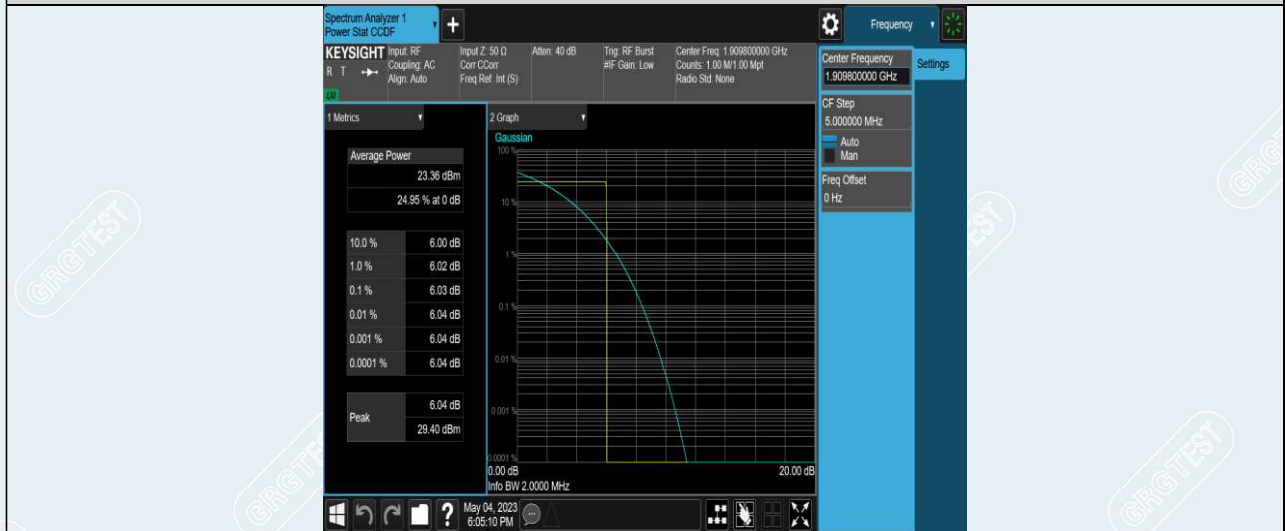 Spectrum Analyzer 1
Power Stat CCDF
+
Frequency
KEYSIGHT
R T
LXI
Input: RF
Coupling: AC
Align: Auto
Input Z: 50 Ω
Corr CCorr
Freq Ref: Int (S)
Atten: 40 dB
Trig: RF Burst
#IF Gain: Low
Center Freq: 1.909800000 GHz
Counts: 1.00 M/1.00 Mpt
Radio Std: None
Center Frequency
1.909800000 GHz
Settings
CF Step
5.000000 MHz
Auto
Man
Freq Offset
0 Hz
1 Metrics
Average Power
23.36 dBm
24.95 % at 0 dB
10.0 % 6.00 dB
1.0 % 6.02 dB
0.1 % 6.03 dB
0.01 % 6.04 dB
0.001 % 6.04 dB
0.0001 % 6.04 dB
Peak
6.04 dB
29.40 dBm
2 Graph
Gaussian
100 %
10 %
1 %
0.1 %
0.01 %
0.001 %
0.0001 %
0.00 dB 20.00 dB
Info BW 2.0000 MHz
?
May 04, 2023
6:05:10 PM
GRGTEST
GRGTEST
GRGTEST
GRGTEST
GRGTEST